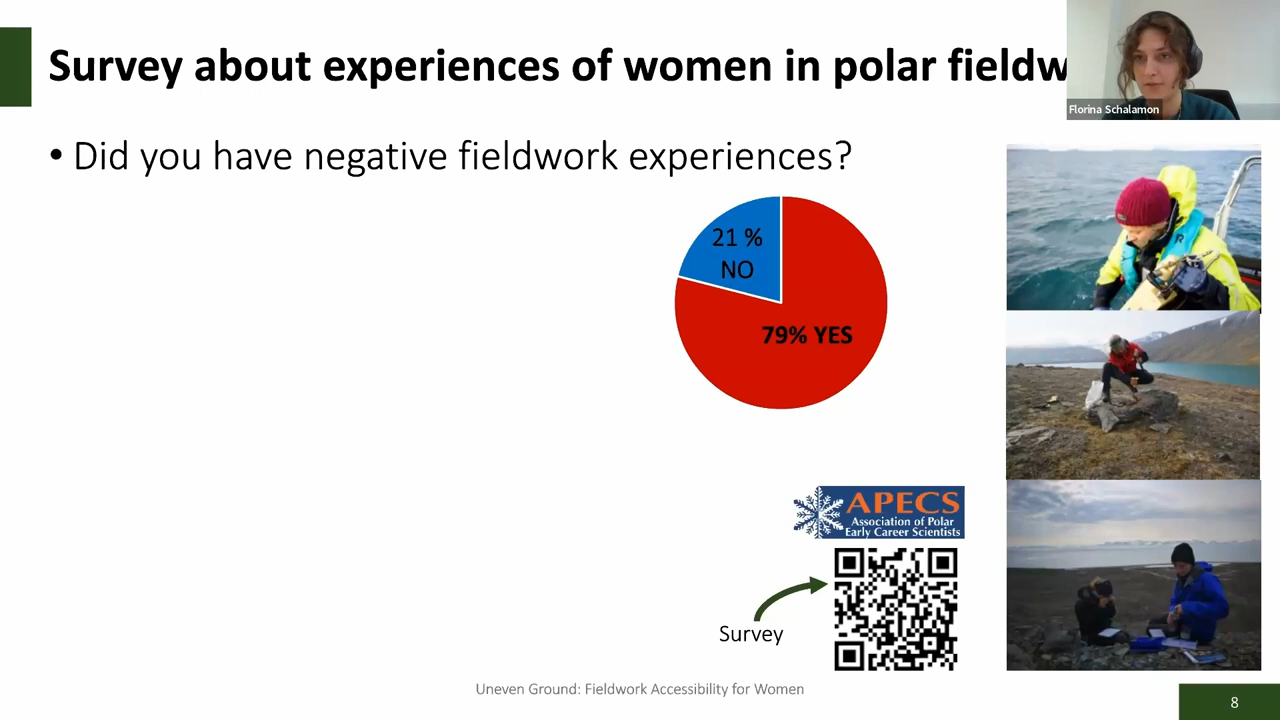 Survey about experiences of women in polar fieldw
Florina Schalamon
• Did you have negative fieldwork experiences?
21 %
NO
79% YES
APECS
Association of Polar
Early Career Scientists
Survey
Uneven Ground: Fieldwork Accessibility for Women
8